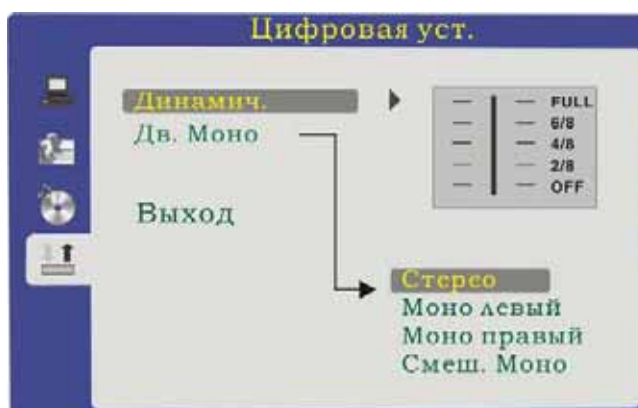 Цифровая уст.
Динамич.
Дв. Моно
Выход
FULL
6/8
4/8
2/8
OFF
Стерео
Моно левый
Моно правый
Смеш. Моно